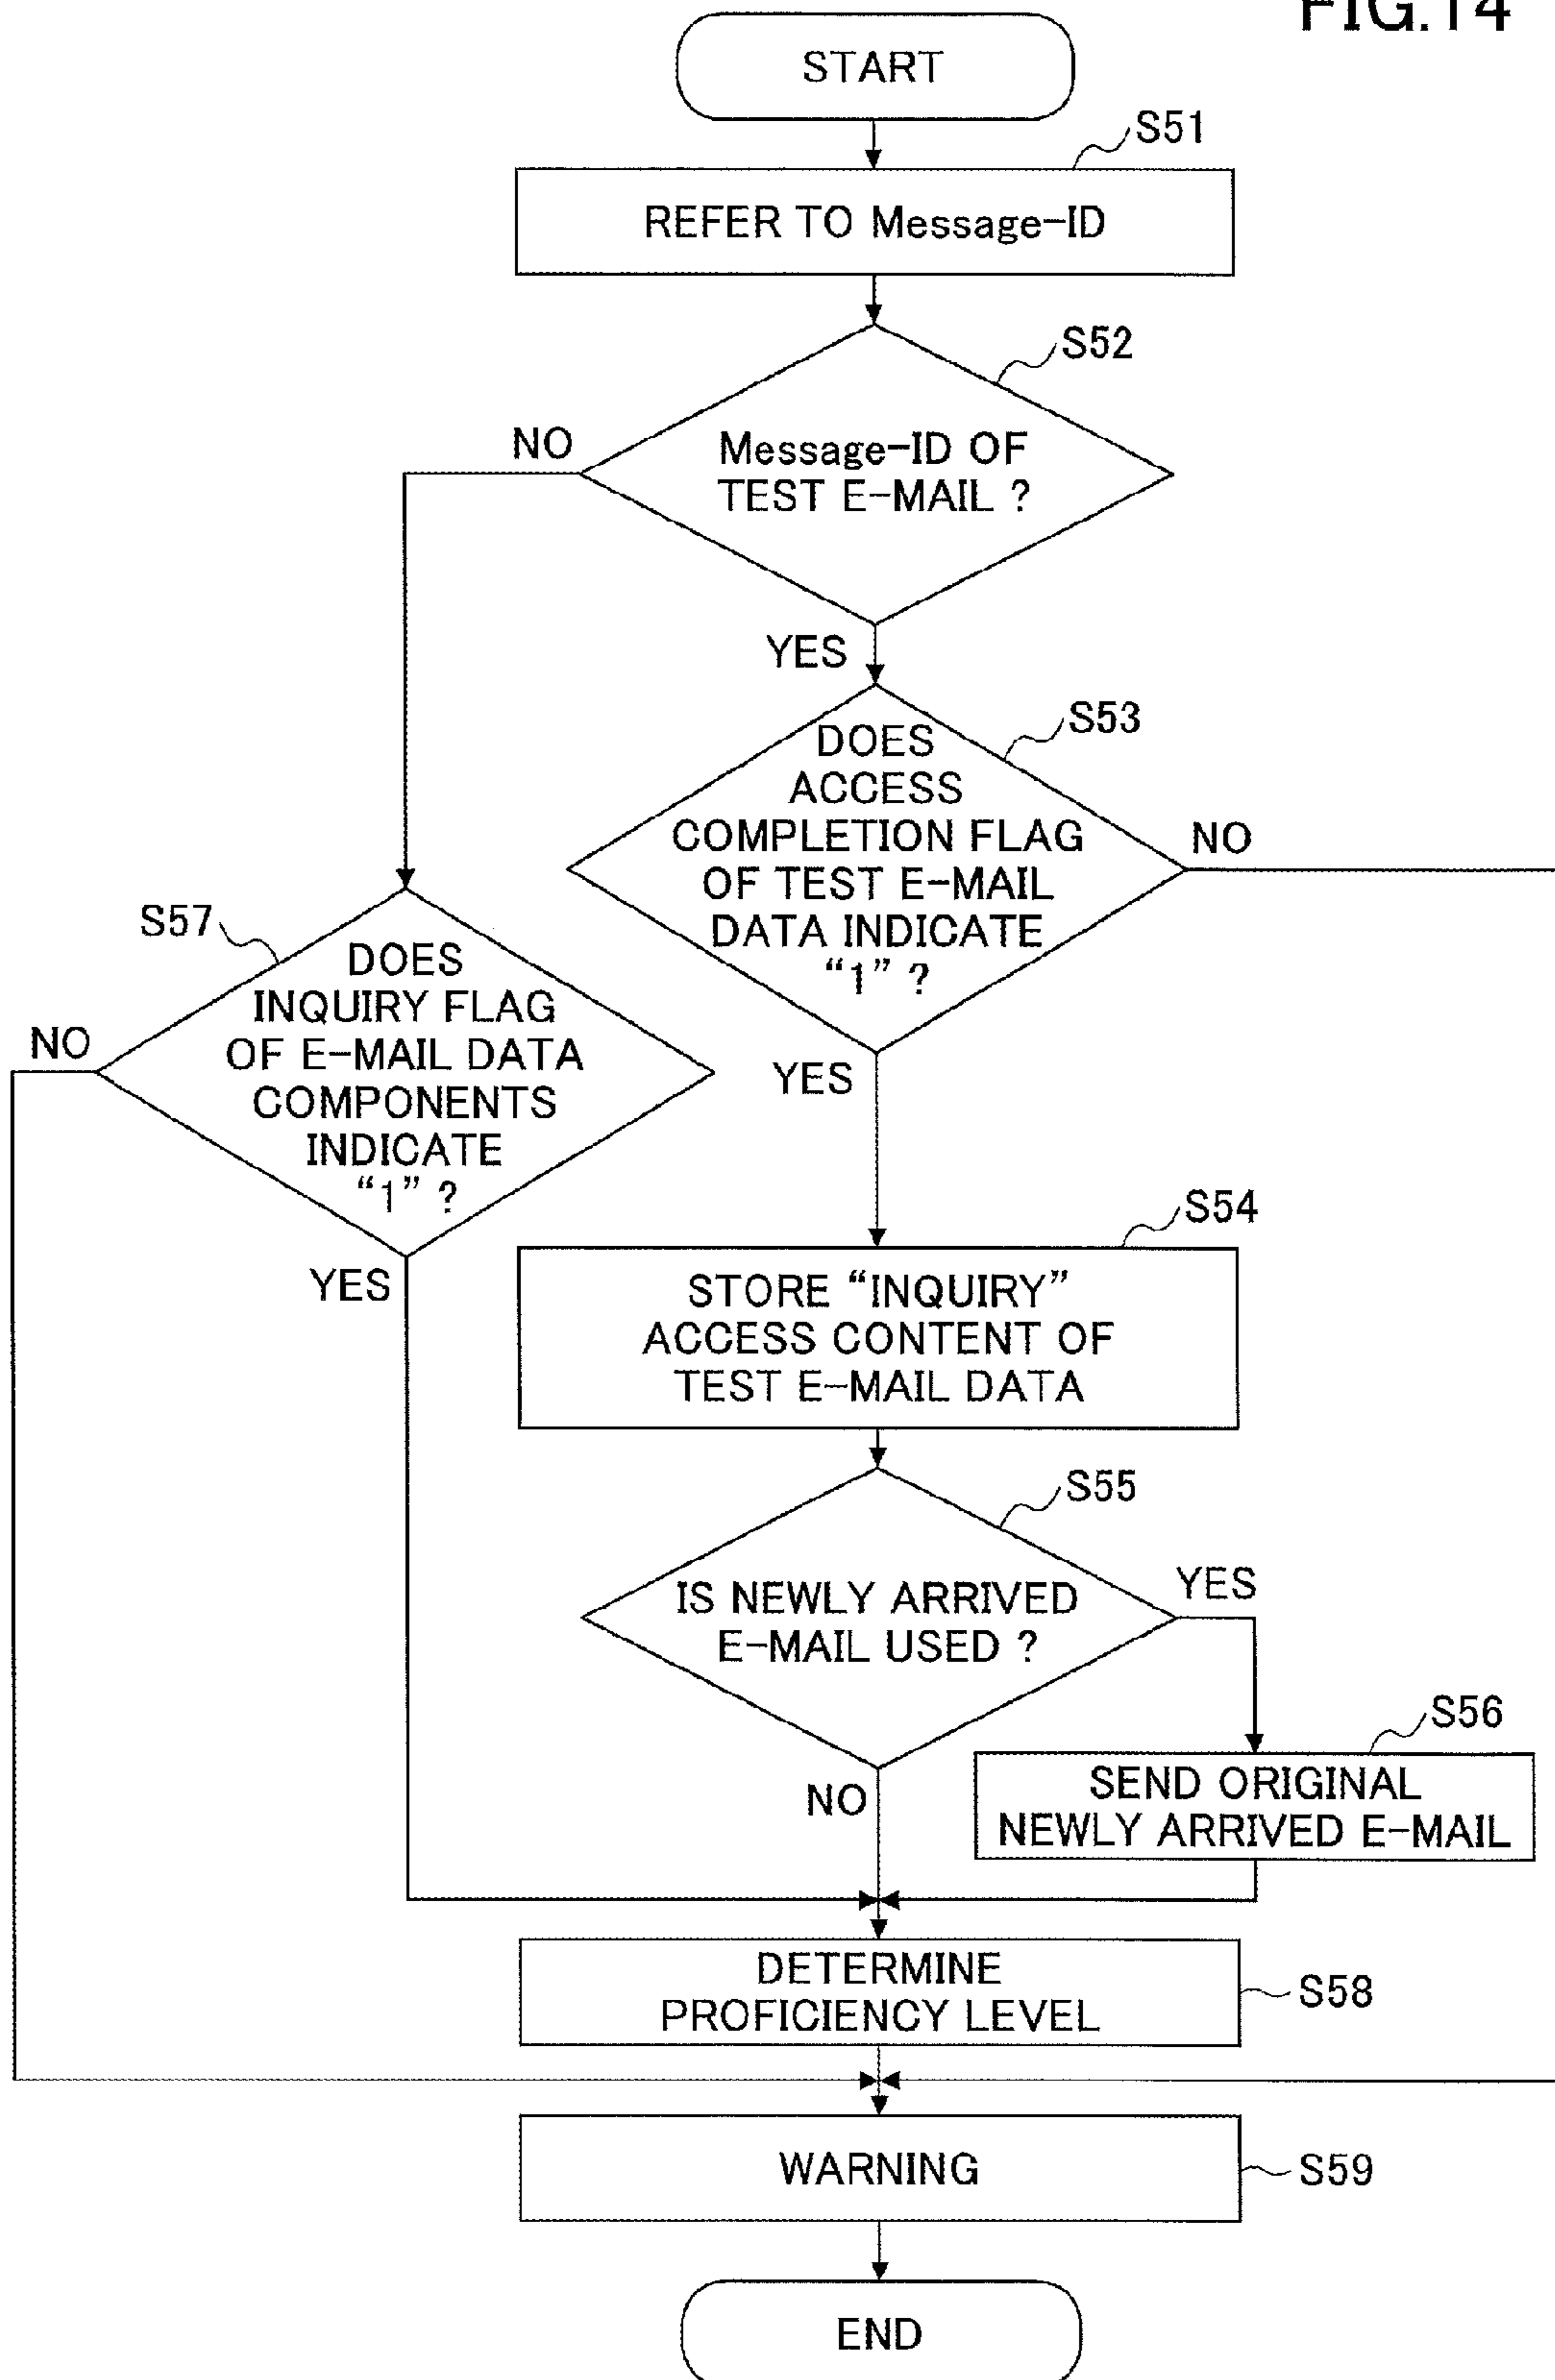 FIG.14
START
S51
REFER TO Message-ID
S52
NO
Message-ID OF
TEST E-MAIL ?
YES
S53
DOES
ACCESS
COMPLETION FLAG
OF TEST E-MAIL
DATA INDICATE
“1” ?
NO
YES
S57
DOES
INQUIRY FLAG
OF E-MAIL DATA
COMPONENTS
INDICATE
“1” ?
NO
YES
S54
STORE “INQUIRY”
ACCESS CONTENT OF
TEST E-MAIL DATA
S55
IS NEWLY ARRIVED
E-MAIL USED ?
YES
NO
S56
SEND ORIGINAL
NEWLY ARRIVED E-MAIL
DETERMINE
PROFICIENCY LEVEL
S58
WARNING
S59
END